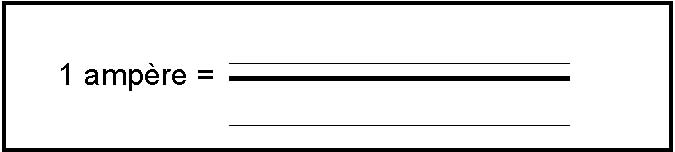 1 ampère =